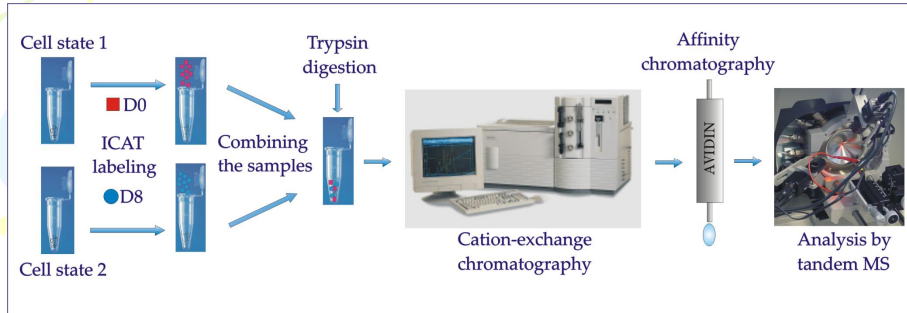 Cell state 1
D0
ICAT
labeling
D8
Cell state 2
Combining
the samples
Trypsin
digestion
Cation-exchange
chromatography
Affinity
chromatography
AVIDIN
Analysis by
tandem MS